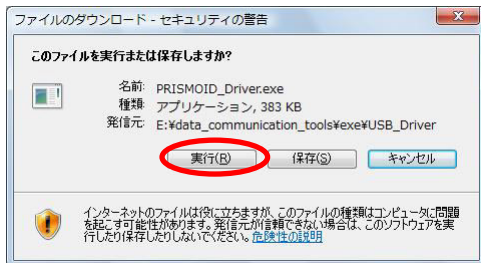 ファイルのダウンロード - セキュリティの警告
このファイルを実行または保存しますか?
名前: PRISMOID_Driver.exe
種類: アプリケーション, 383 KB
発信元: E:¥data_communication_tools¥exe¥USB_Driver
実行(R) 保存(S) キャンセル
インターネットのファイルは役に立ちますが、このファイルの種類はコンピュータに問題
を起こす可能性があります。発信元が信頼できない場合は、このソフトウェアを実
行したり保存したりしないでください。危険性の説明